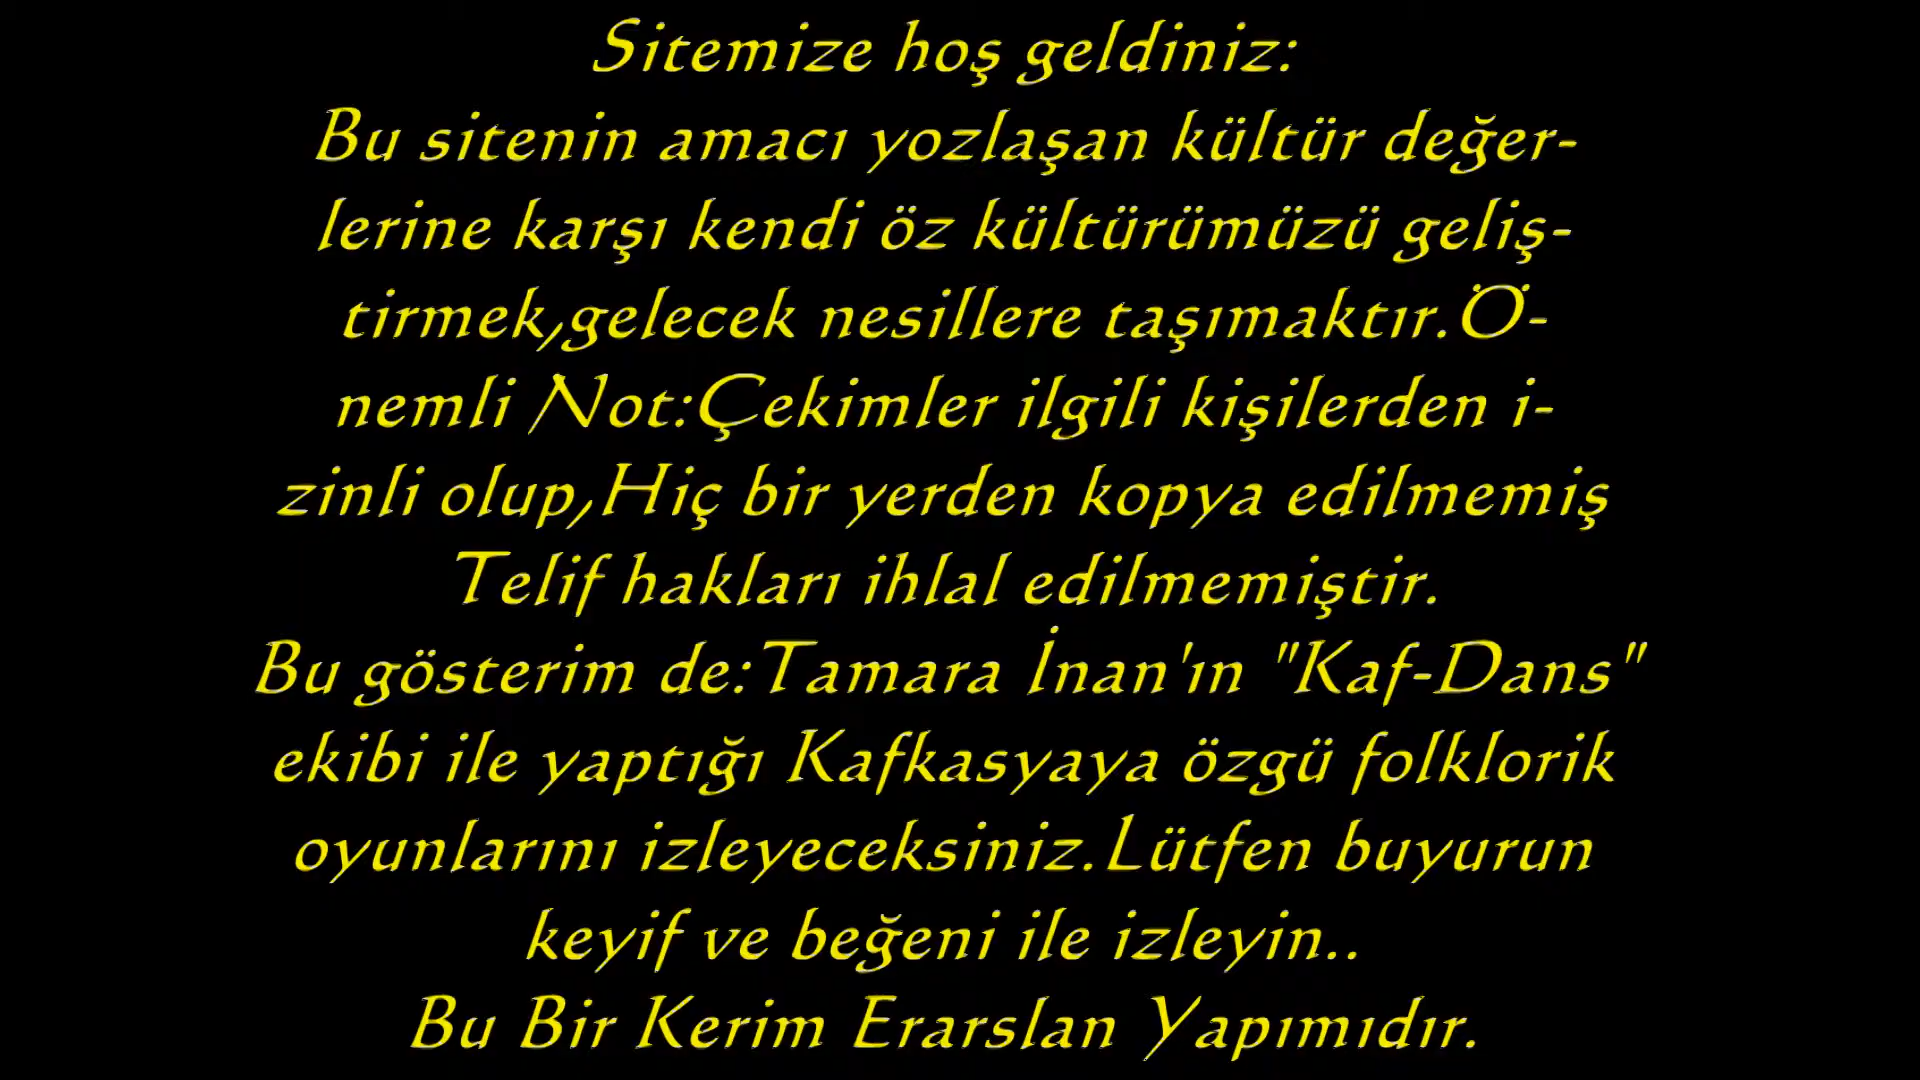 Sitemize hoş geldiniz:
Bu sitenin amacı yozlaşan kültür değer-
lerine karşı kendi öz kültürümüzü geliş-
tirmek,gelecek nesillere taşımaktır.Ö-
nemli Not:Çekimler ilgili kişilerden i-
zinli olup,Hiç bir yerden kopya edilmemiş
Telif hakları ihlal edilmemiştir.
Bu gösterim de:Tamara İnan'ın "Kaf-Dans"
ekibi ile yaptığı Kafkasyaya özgü folklorik
oyunlarını izleyeceksiniz.Lütfen buyurun
keyif ve beğeni ile izleyin..
Bu Bir Kerim Erarslan Yapımıdır.